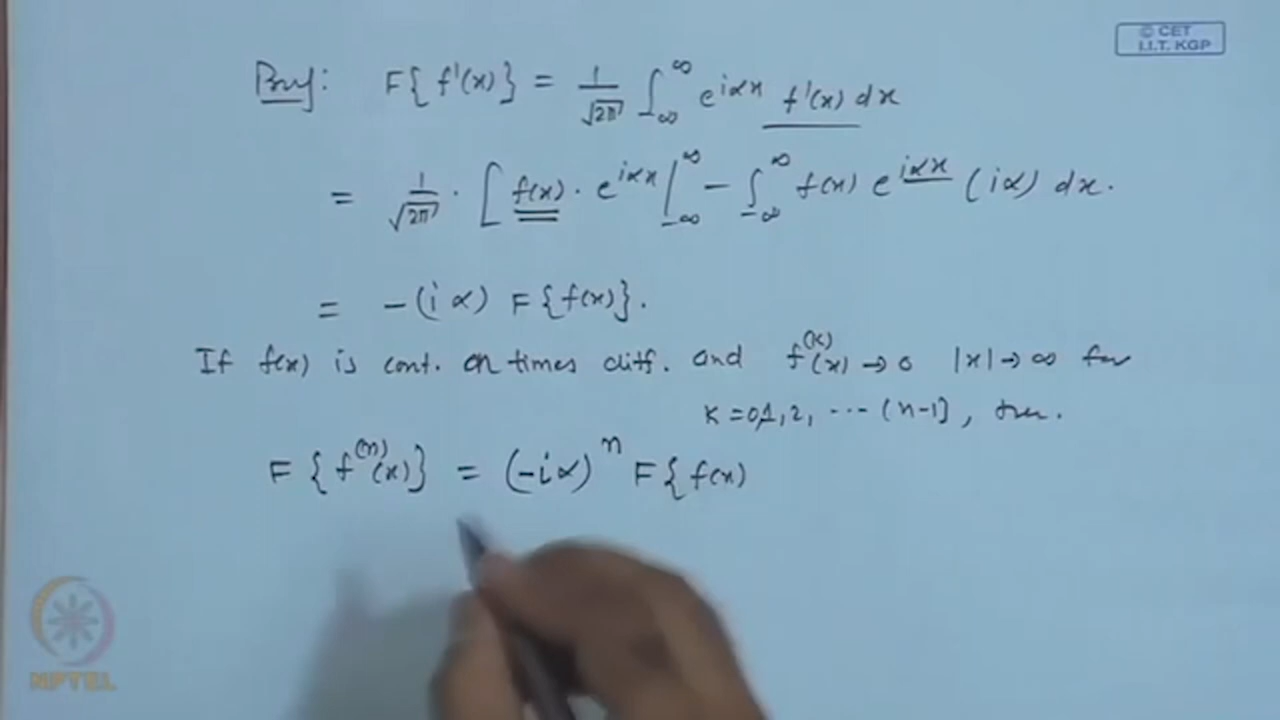 © CET
I.I.T. KGP
Proof: F{ f'(x) } = 1/√2π ∫_{-∞}^{∞} e^{iαx} f'(x) dx
= 1/√2π · [ f(x) · e^{iαx} |_{-∞}^{∞} − ∫_{-∞}^{∞} f(x) e^{iαx} (iα) dx.
= −(iα) F{f(x)}.
If f(x) is cont. n times diff. and f^{(k)}(x) → 0 |x| → ∞ for
k = 0,1,2, ... (n-1), then.
F{f^{(n)}(x)} = (-iα)^n F{f(x)
NPTEL